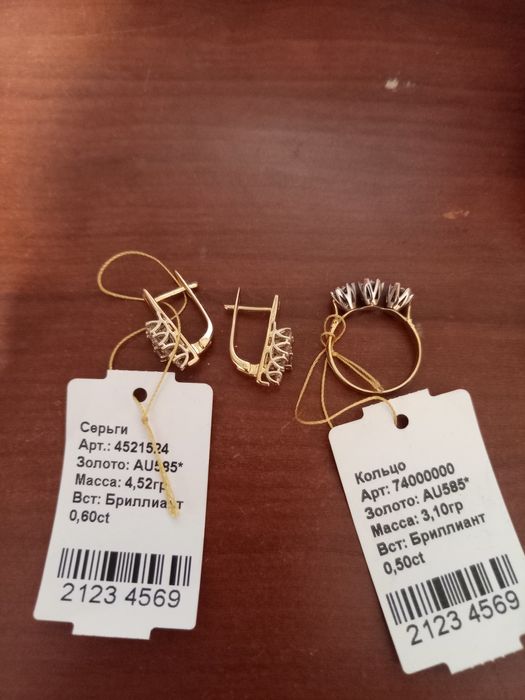 Серьги
Арт.: 4521524
Золото: AU585*
Масса: 4,52гр
Вст: Бриллиант
0,60ct
2123 4569
Кольцо
Арт: 74000000
Золото: AU585*
Масса: 3,10гр
Вст: Бриллиант
0,50ct
2123 4569